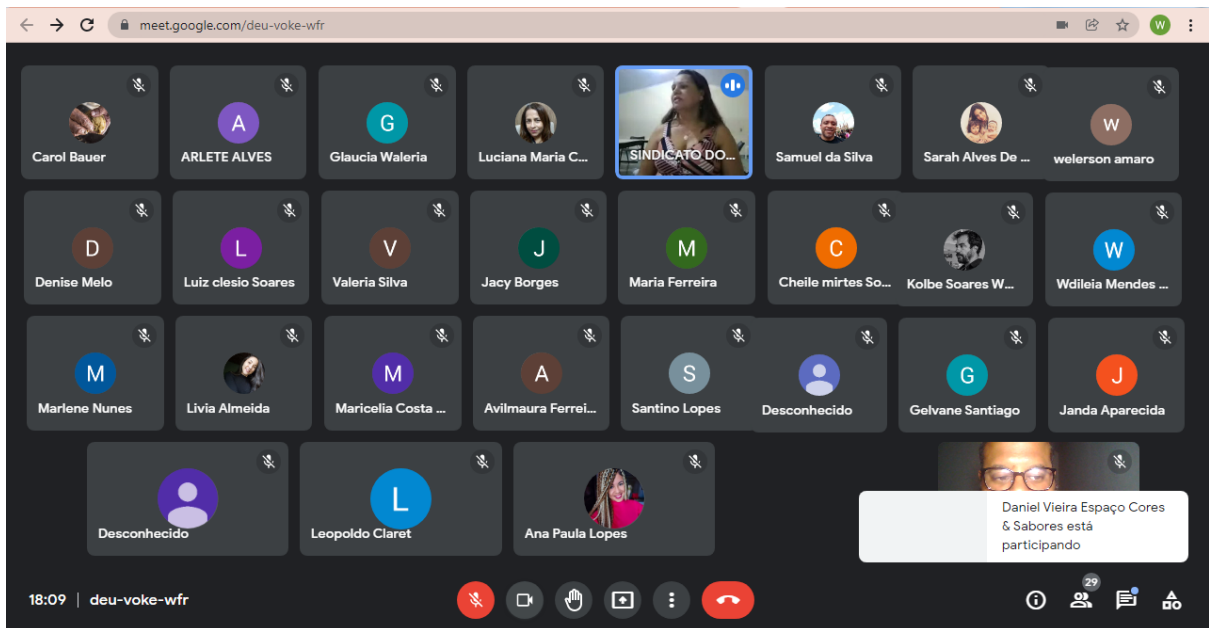 meet.google.com/deu-voke-wfr
W
Carol Bauer
A
ARLETE ALVES
G
Glaucia Waleria
Luciana Maria C...
SINDICATO DO...
Samuel da Silva
Sarah Alves De ...
W
welerson amaro
D
Denise Melo
L
Luiz clesio Soares
V
Valeria Silva
J
Jacy Borges
M
Maria Ferreira
C
Cheile mirtes So...
Kolbe Soares W...
W
Wdileia Mendes ...
M
Marlene Nunes
Livia Almeida
M
Maricelia Costa ...
A
Avilmaura Ferrei...
S
Santino Lopes
Desconhecido
G
Gelvane Santiago
J
Janda Aparecida
Desconhecido
L
Leopoldo Claret
Ana Paula Lopes
Daniel Vieira Espaço Cores
& Sabores está
participando
18:09 | deu-voke-wfr
29